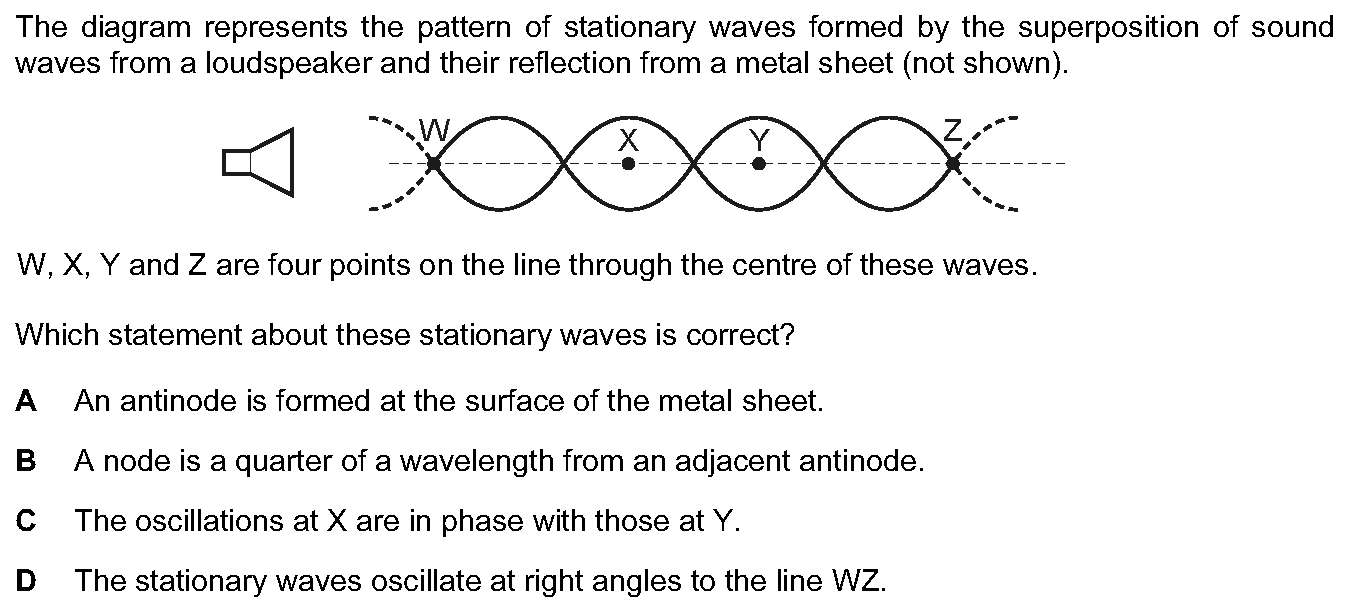 The diagram represents the pattern of stationary waves formed by the superposition of sound
waves from a loudspeaker and their reflection from a metal sheet (not shown).
W
X
Y
Z
W, X, Y and Z are four points on the line through the centre of these waves.
Which statement about these stationary waves is correct?
A An antinode is formed at the surface of the metal sheet.
B A node is a quarter of a wavelength from an adjacent antinode.
C The oscillations at X are in phase with those at Y.
D The stationary waves oscillate at right angles to the line WZ.